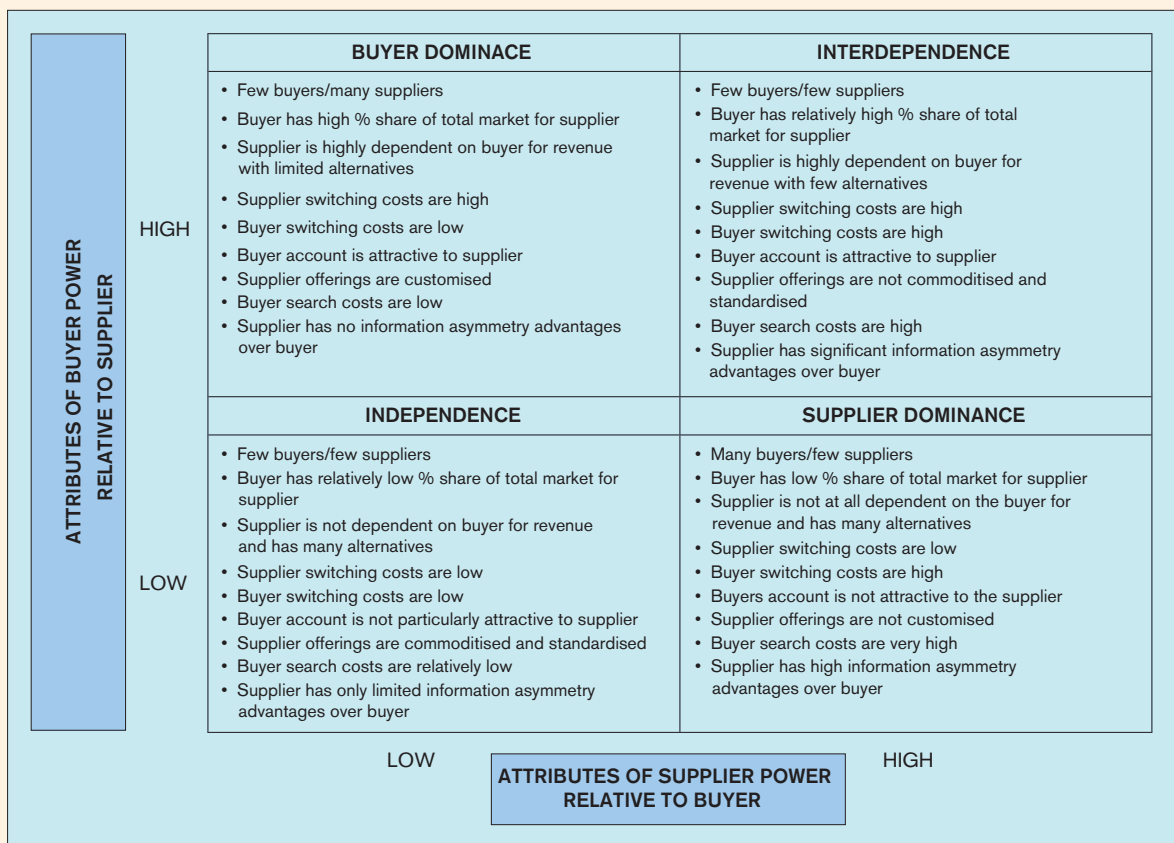 ATTRIBUTES OF BUYER POWER
RELATIVE TO SUPPLIER
HIGH
BUYER DOMINACE
• Few buyers/many suppliers
• Buyer has high % share of total market for supplier
• Supplier is highly dependent on buyer for revenue
with limited alternatives
• Supplier switching costs are high
• Buyer switching costs are low
• Buyer account is attractive to supplier
• Supplier offerings are customised
• Buyer search costs are low
• Supplier has no information asymmetry advantages
over buyer
INTERDEPENDENCE
• Few buyers/few suppliers
• Buyer has relatively high % share of total
market for supplier
• Supplier is highly dependent on buyer for
revenue with few alternatives
• Supplier switching costs are high
• Buyer switching costs are high
• Buyer account is attractive to supplier
• Supplier offerings are not commoditised and
standardised
• Buyer search costs are high
• Supplier has significant information asymmetry
advantages over buyer
LOW
INDEPENDENCE
• Few buyers/few suppliers
• Buyer has relatively low % share of total market for
supplier
• Supplier is not dependent on buyer for revenue
and has many alternatives
• Supplier switching costs are low
• Buyer switching costs are low
• Buyer account is not particularly attractive to supplier
• Supplier offerings are commoditised and standardised
• Buyer search costs are relatively low
• Supplier has only limited information asymmetry
advantages over buyer
SUPPLIER DOMINANCE
• Many buyers/few suppliers
• Buyer has low % share of total market for supplier
• Supplier is not at all dependent on the buyer for
revenue and has many alternatives
• Supplier switching costs are low
• Buyer switching costs are high
• Buyers account is not attractive to the supplier
• Supplier offerings are not customised
• Buyer search costs are very high
• Supplier has high information asymmetry
advantages over buyer
LOW
HIGH
ATTRIBUTES OF SUPPLIER POWER
RELATIVE TO BUYER